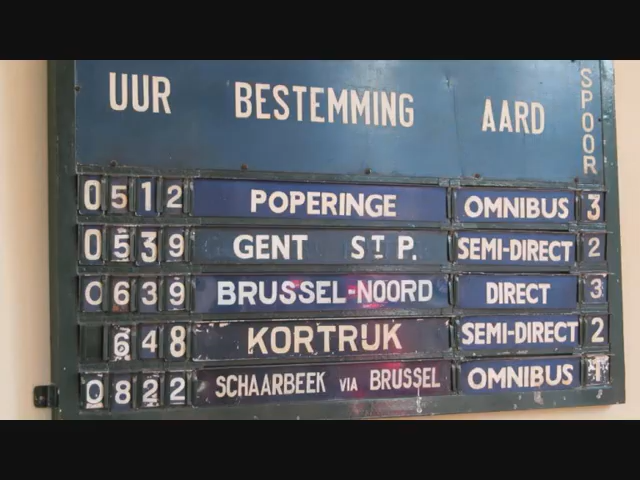 UUR BESTEMMING AARD SPOOR
0512 POPERINGE OMNIBUS 3
0539 GENT ST P. SEMI-DIRECT 2
0639 BRUSSEL-NOORD DIRECT 3
648 KORTRIJK SEMI-DIRECT 2
0822 SCHAARBEEK VIA BRUSSEL OMNIBUS 1